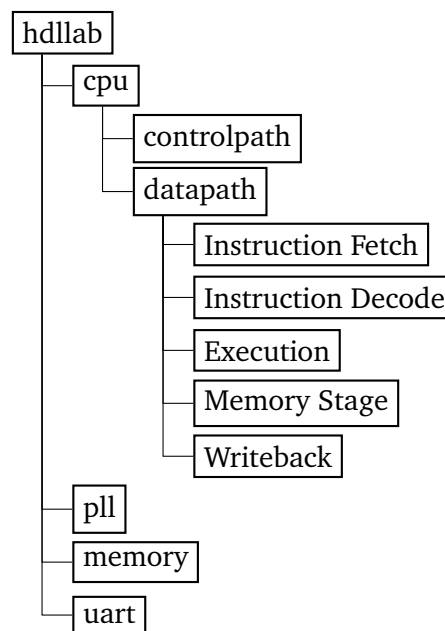 hdllab
cpu
controlpath
datapath
Instruction Fetch
Instruction Decode
Execution
Memory Stage
Writeback
pll
memory
uart